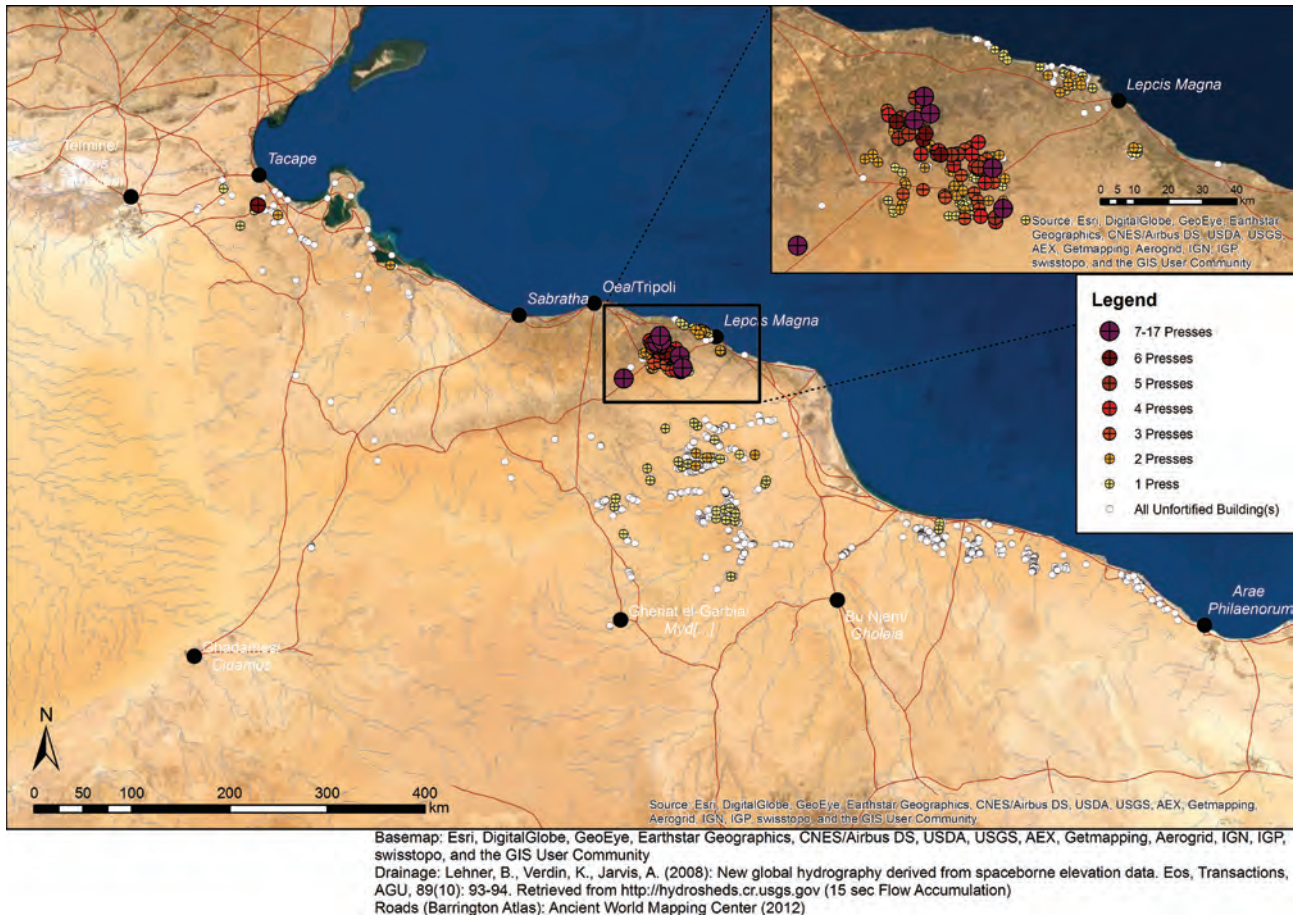 Lepcis Magna
0 5 10 20 30 40
km
Source: Esri, DigitalGlobe, GeoEye, Earthstar
Geographics, CNES/Airbus DS, USDA, USGS,
AEX, Getmapping, Aerogrid, IGN, IGP,
swisstopo, and the GIS User Community
Telmine/
Tacape
Sabratha
Oea/Tripoli
Lepcis Magna
Legend
7-17 Presses
6 Presses
5 Presses
4 Presses
3 Presses
2 Presses
1 Press
All Unfortified Building(s)
Gheriat el-Garbia/
Myd[...]
Bu Njem/
Gholaia
Arae
Philaenorum
Ghadames/
Cidamus
N
0 50 100 200 300 400
km
Source: Esri, DigitalGlobe, GeoEye, Earthstar Geographics, CNES/Airbus DS, USDA, USGS, AEX, Getmapping,
Aerogrid, IGN, IGP, swisstopo, and the GIS User Community
Basemap: Esri, DigitalGlobe, GeoEye, Earthstar Geographics, CNES/Airbus DS, USDA, USGS, AEX, Getmapping, Aerogrid, IGN, IGP,
swisstopo, and the GIS User Community
Drainage: Lehner, B., Verdin, K., Jarvis, A. (2008): New global hydrography derived from spaceborne elevation data. Eos, Transactions,
AGU, 89(10): 93-94. Retrieved from http://hydrosheds.cr.usgs.gov (15 sec Flow Accumulation)
Roads (Barrington Atlas): Ancient World Mapping Center (2012)